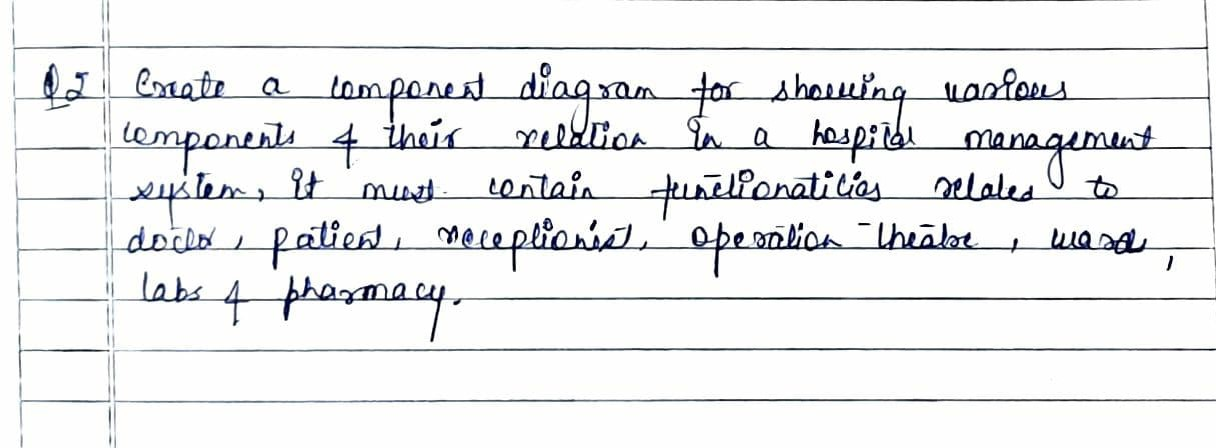 Q2 Create a component diagram for showing various
components & their relation in a hospital management
system, it must contain functionalities relates to
doctor, patient, receptionist, operation-theatre, ward,
labs & pharmacy.